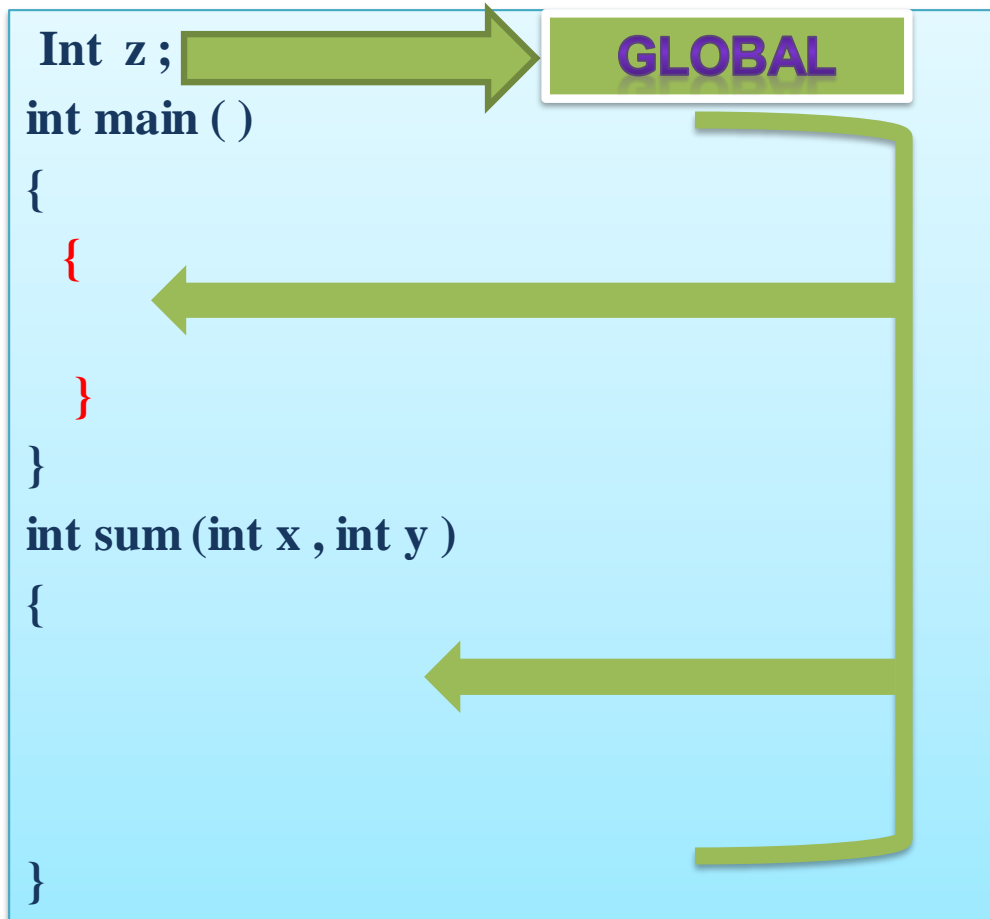 Int z ; GLOBAL
int main ( )
{
{
}
}
int sum (int x , int y )
{
}